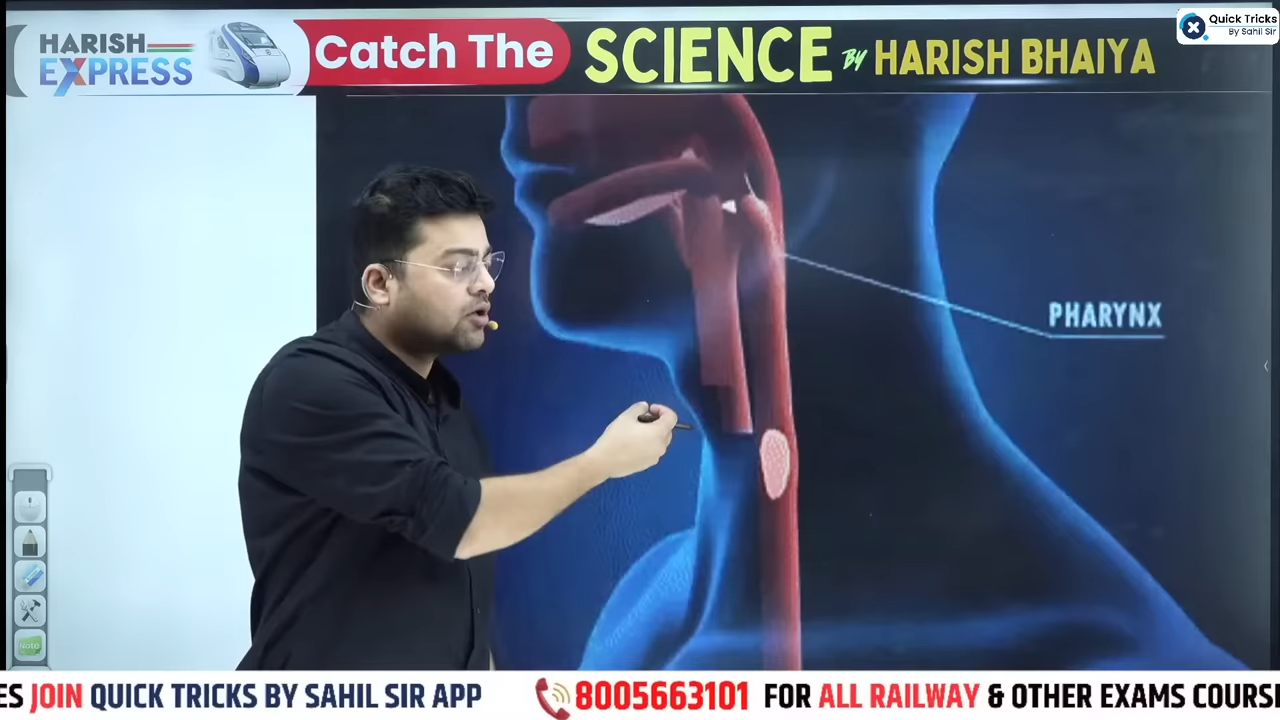 HARISH
EXPRESS
Catch The
SCIENCE
BY
HARISH BHAIYA
Quick Tricks
By Sahil Sir
PHARYNX
Note
ES JOIN QUICK TRICKS BY SAHIL SIR APP
8005663101
FOR ALL RAILWAY & OTHER EXAMS COURS